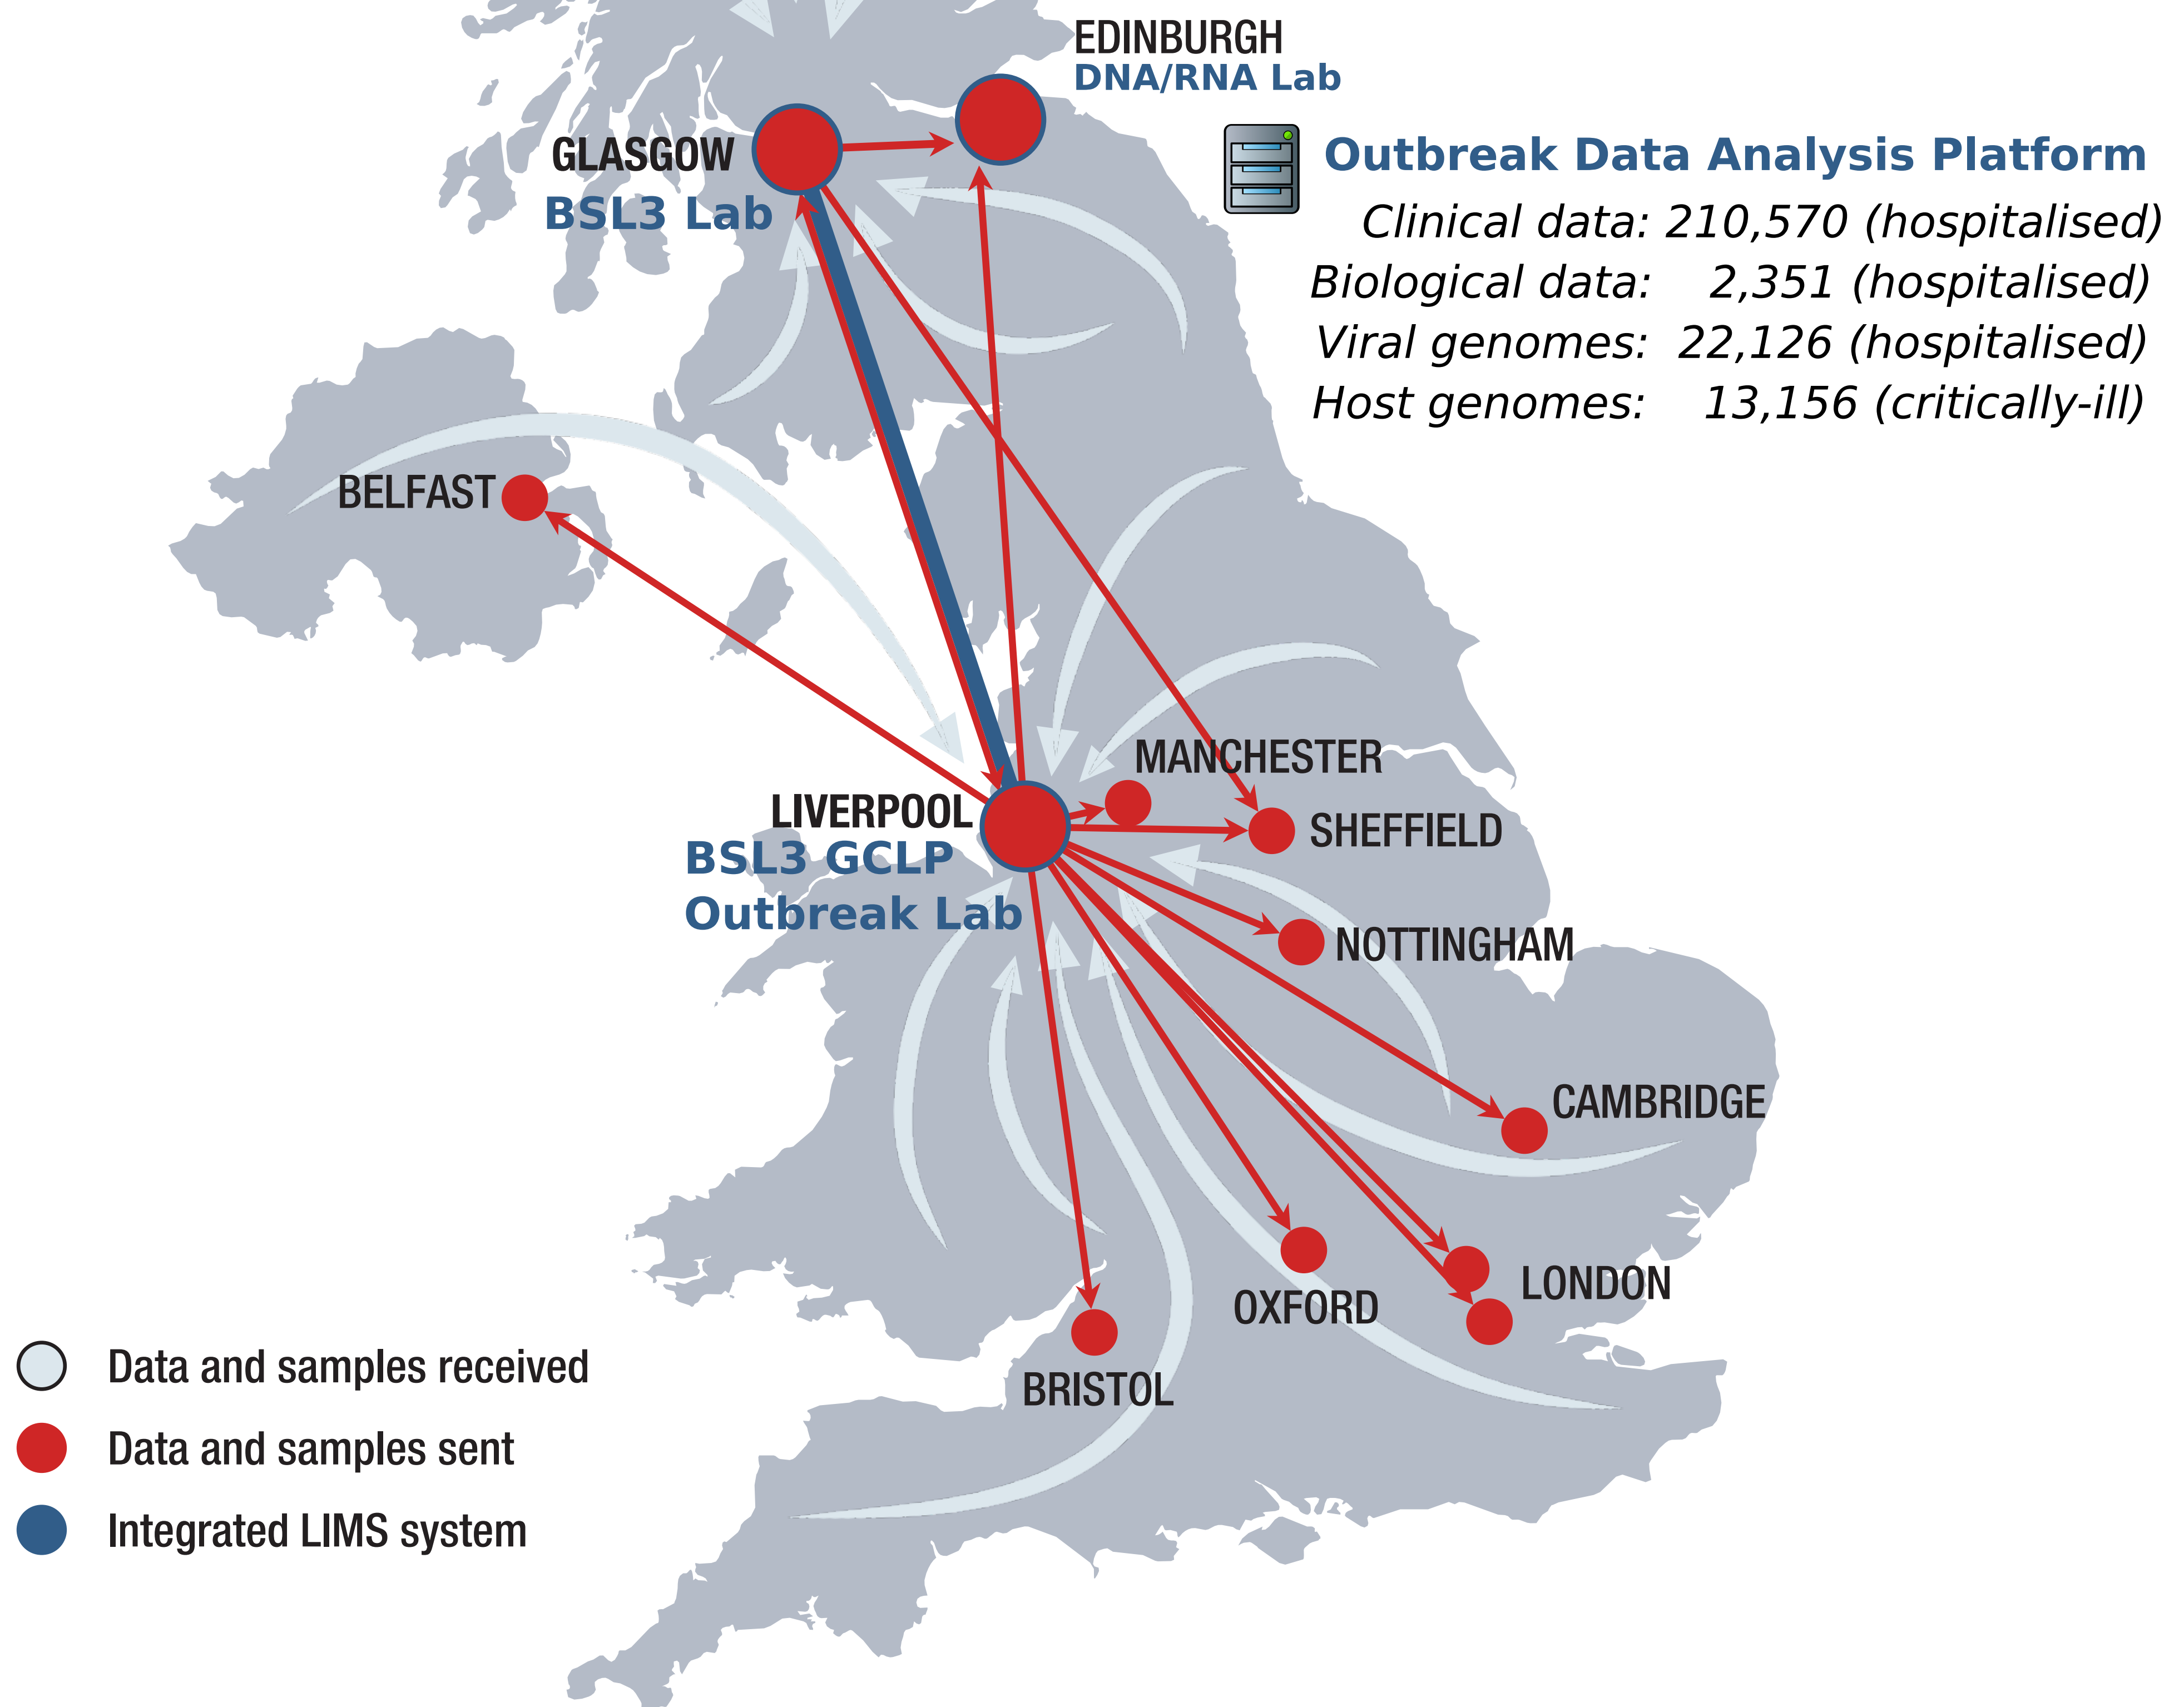 EDINBURGH
DNA/RNA Lab
GLASGOW
BSL3 Lab
Outbreak Data Analysis Platform
Clinical data: 210,570 (hospitalised)
Biological data: 2,351 (hospitalised)
Viral genomes: 22,126 (hospitalised)
Host genomes: 13,156 (critically-ill)
BELFAST
MANCHESTER
LIVERPOOL
BSL3 GCLP
Outbreak Lab
SHEFFIELD
NOTTINGHAM
CAMBRIDGE
LONDON
OXFORD
BRISTOL
Data and samples received
Data and samples sent
Integrated LIMS system